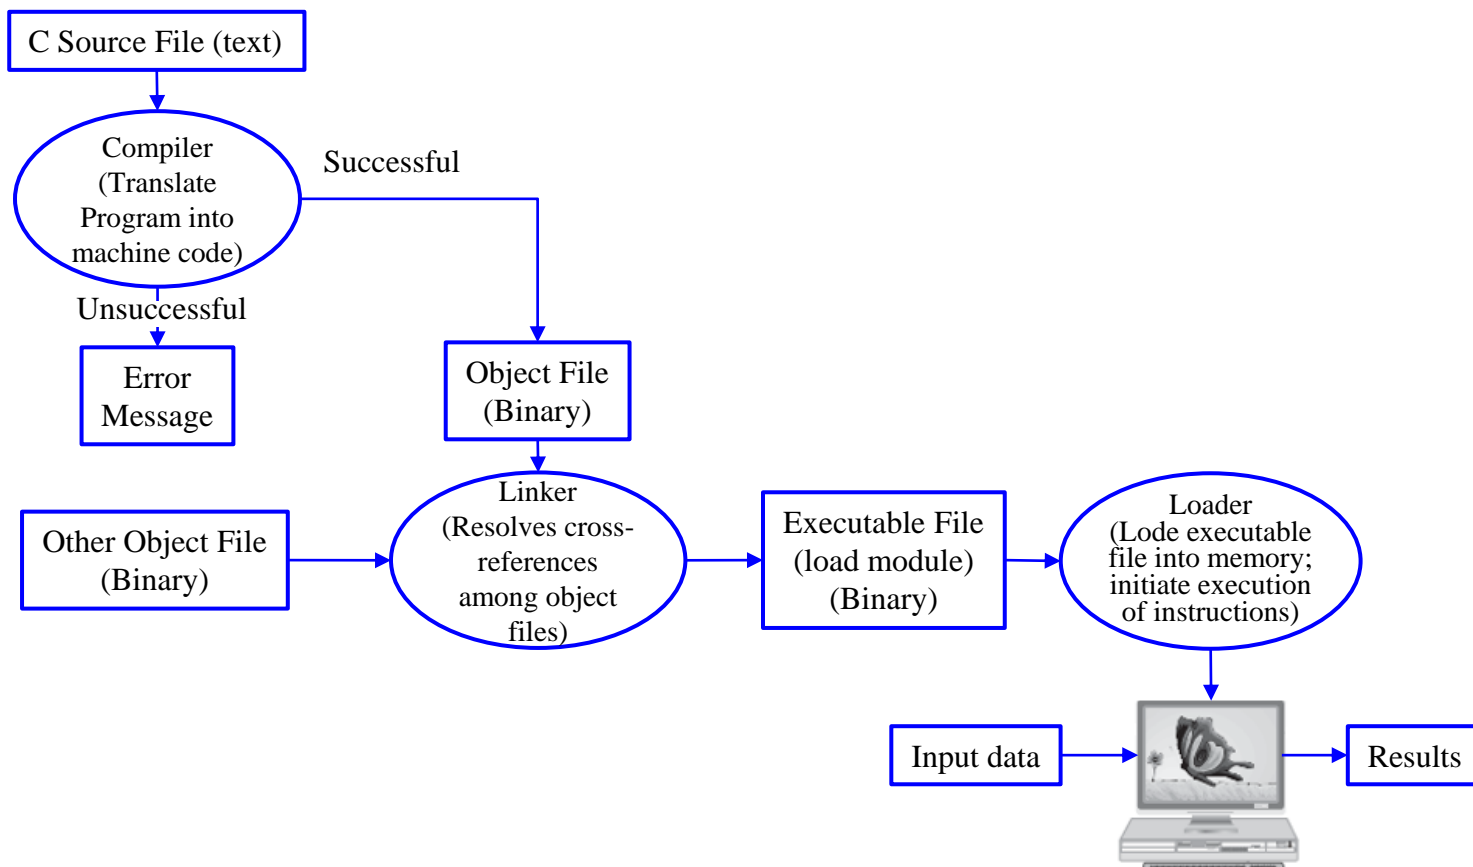 C Source File (text)
Compiler
(Translate
Program into
machine code)
Successful
Unsuccessful
Error
Message
Object File
(Binary)
Other Object File
(Binary)
Linker
(Resolves cross-
references
among object
files)
Executable File
(load module)
(Binary)
Loader
(Lode executable
file into memory;
initiate execution
of instructions)
Input data
Results